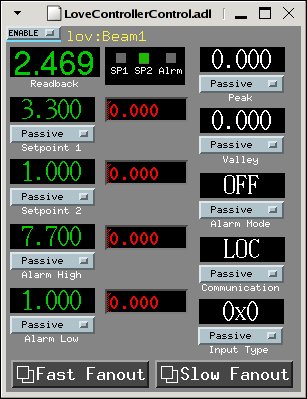 LoveControllerControl.adl
ENABLE lov:Beam1
2.469
Readback
SP1 SP2 Alrm
0.000
Passive
Peak
3.300
0.000
Passive
Setpoint 1
0.000
Passive
Valley
1.000
0.000
Passive
Setpoint 2
OFF
Passive
Alarm Mode
7.700
0.000
Passive
Alarm High
LOC
Passive
Communication
1.000
0.000
Passive
Alarm Low
0x0
Passive
Input Type
Fast Fanout
Slow Fanout